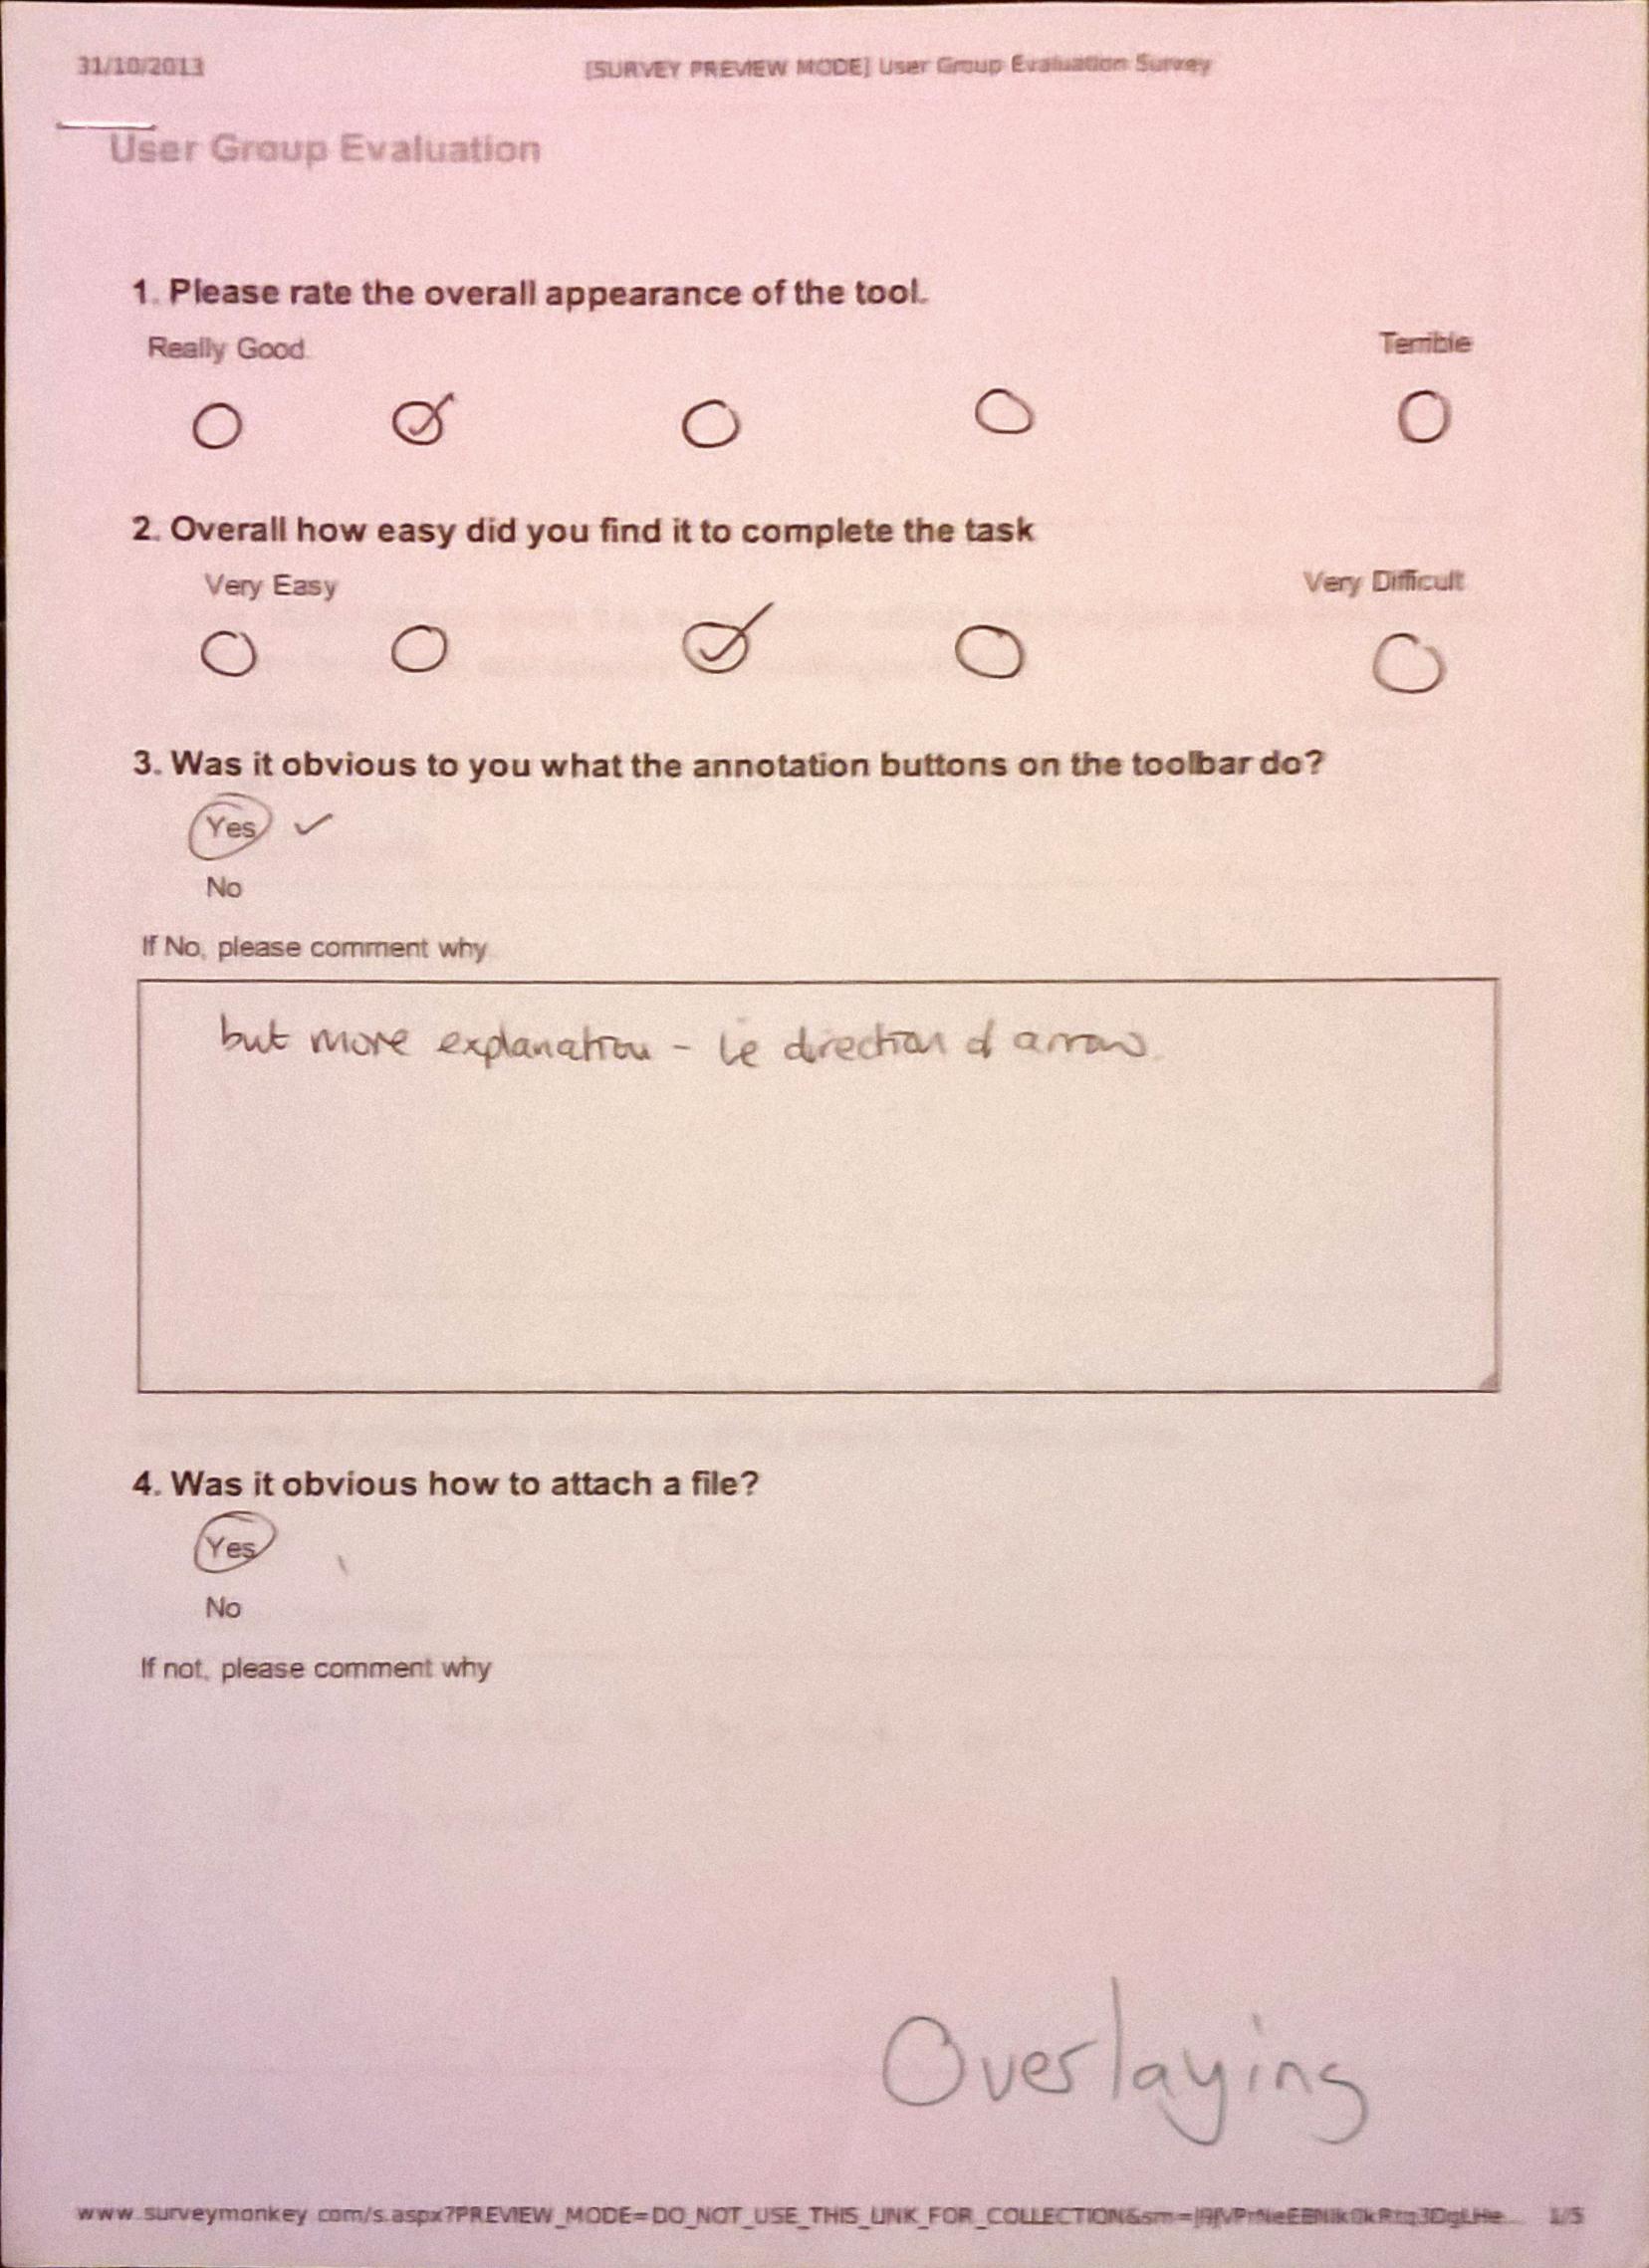 31/10/2013 [SURVEY PREVIEW MODE] User Group Evaluation Survey
User Group Evaluation
1. Please rate the overall appearance of the tool.
Really Good Terrible
2. Overall how easy did you find it to complete the task
Very Easy Very Difficult
3. Was it obvious to you what the annotation buttons on the toolbar do?
Yes ✓
No
If No, please comment why
but more explanation - ie direction of arrow.
4. Was it obvious how to attach a file?
Yes
No
If not, please comment why
Overlaying
www.surveymonkey.com/s.aspx?PREVIEW_MODE=DO_NOT_USE_THIS_LINK_FOR_COLLECTION&sm= 1/5